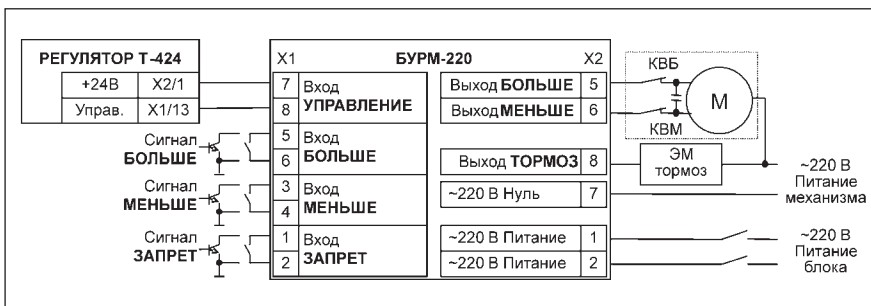 РЕГУЛЯТОР Т-424
+24В X2/1
Управ. X1/13
Сигнал
БОЛЬШЕ
Сигнал
МЕНЬШЕ
Сигнал
ЗАПРЕТ
X1 БУРМ-220 X2
7 Вход
8 УПРАВЛЕНИЕ
5 Вход
6 БОЛЬШЕ
3 Вход
4 МЕНЬШЕ
1 Вход
2 ЗАПРЕТ
Выход БОЛЬШЕ 5
Выход МЕНЬШЕ 6
Выход ТОРМОЗ 8
~220 В Нуль 7
~220 В Питание 1
~220 В Питание 2
КВБ
М
КВМ
ЭМ
тормоз
~220 В
Питание
механизма
~220 В
Питание
блока